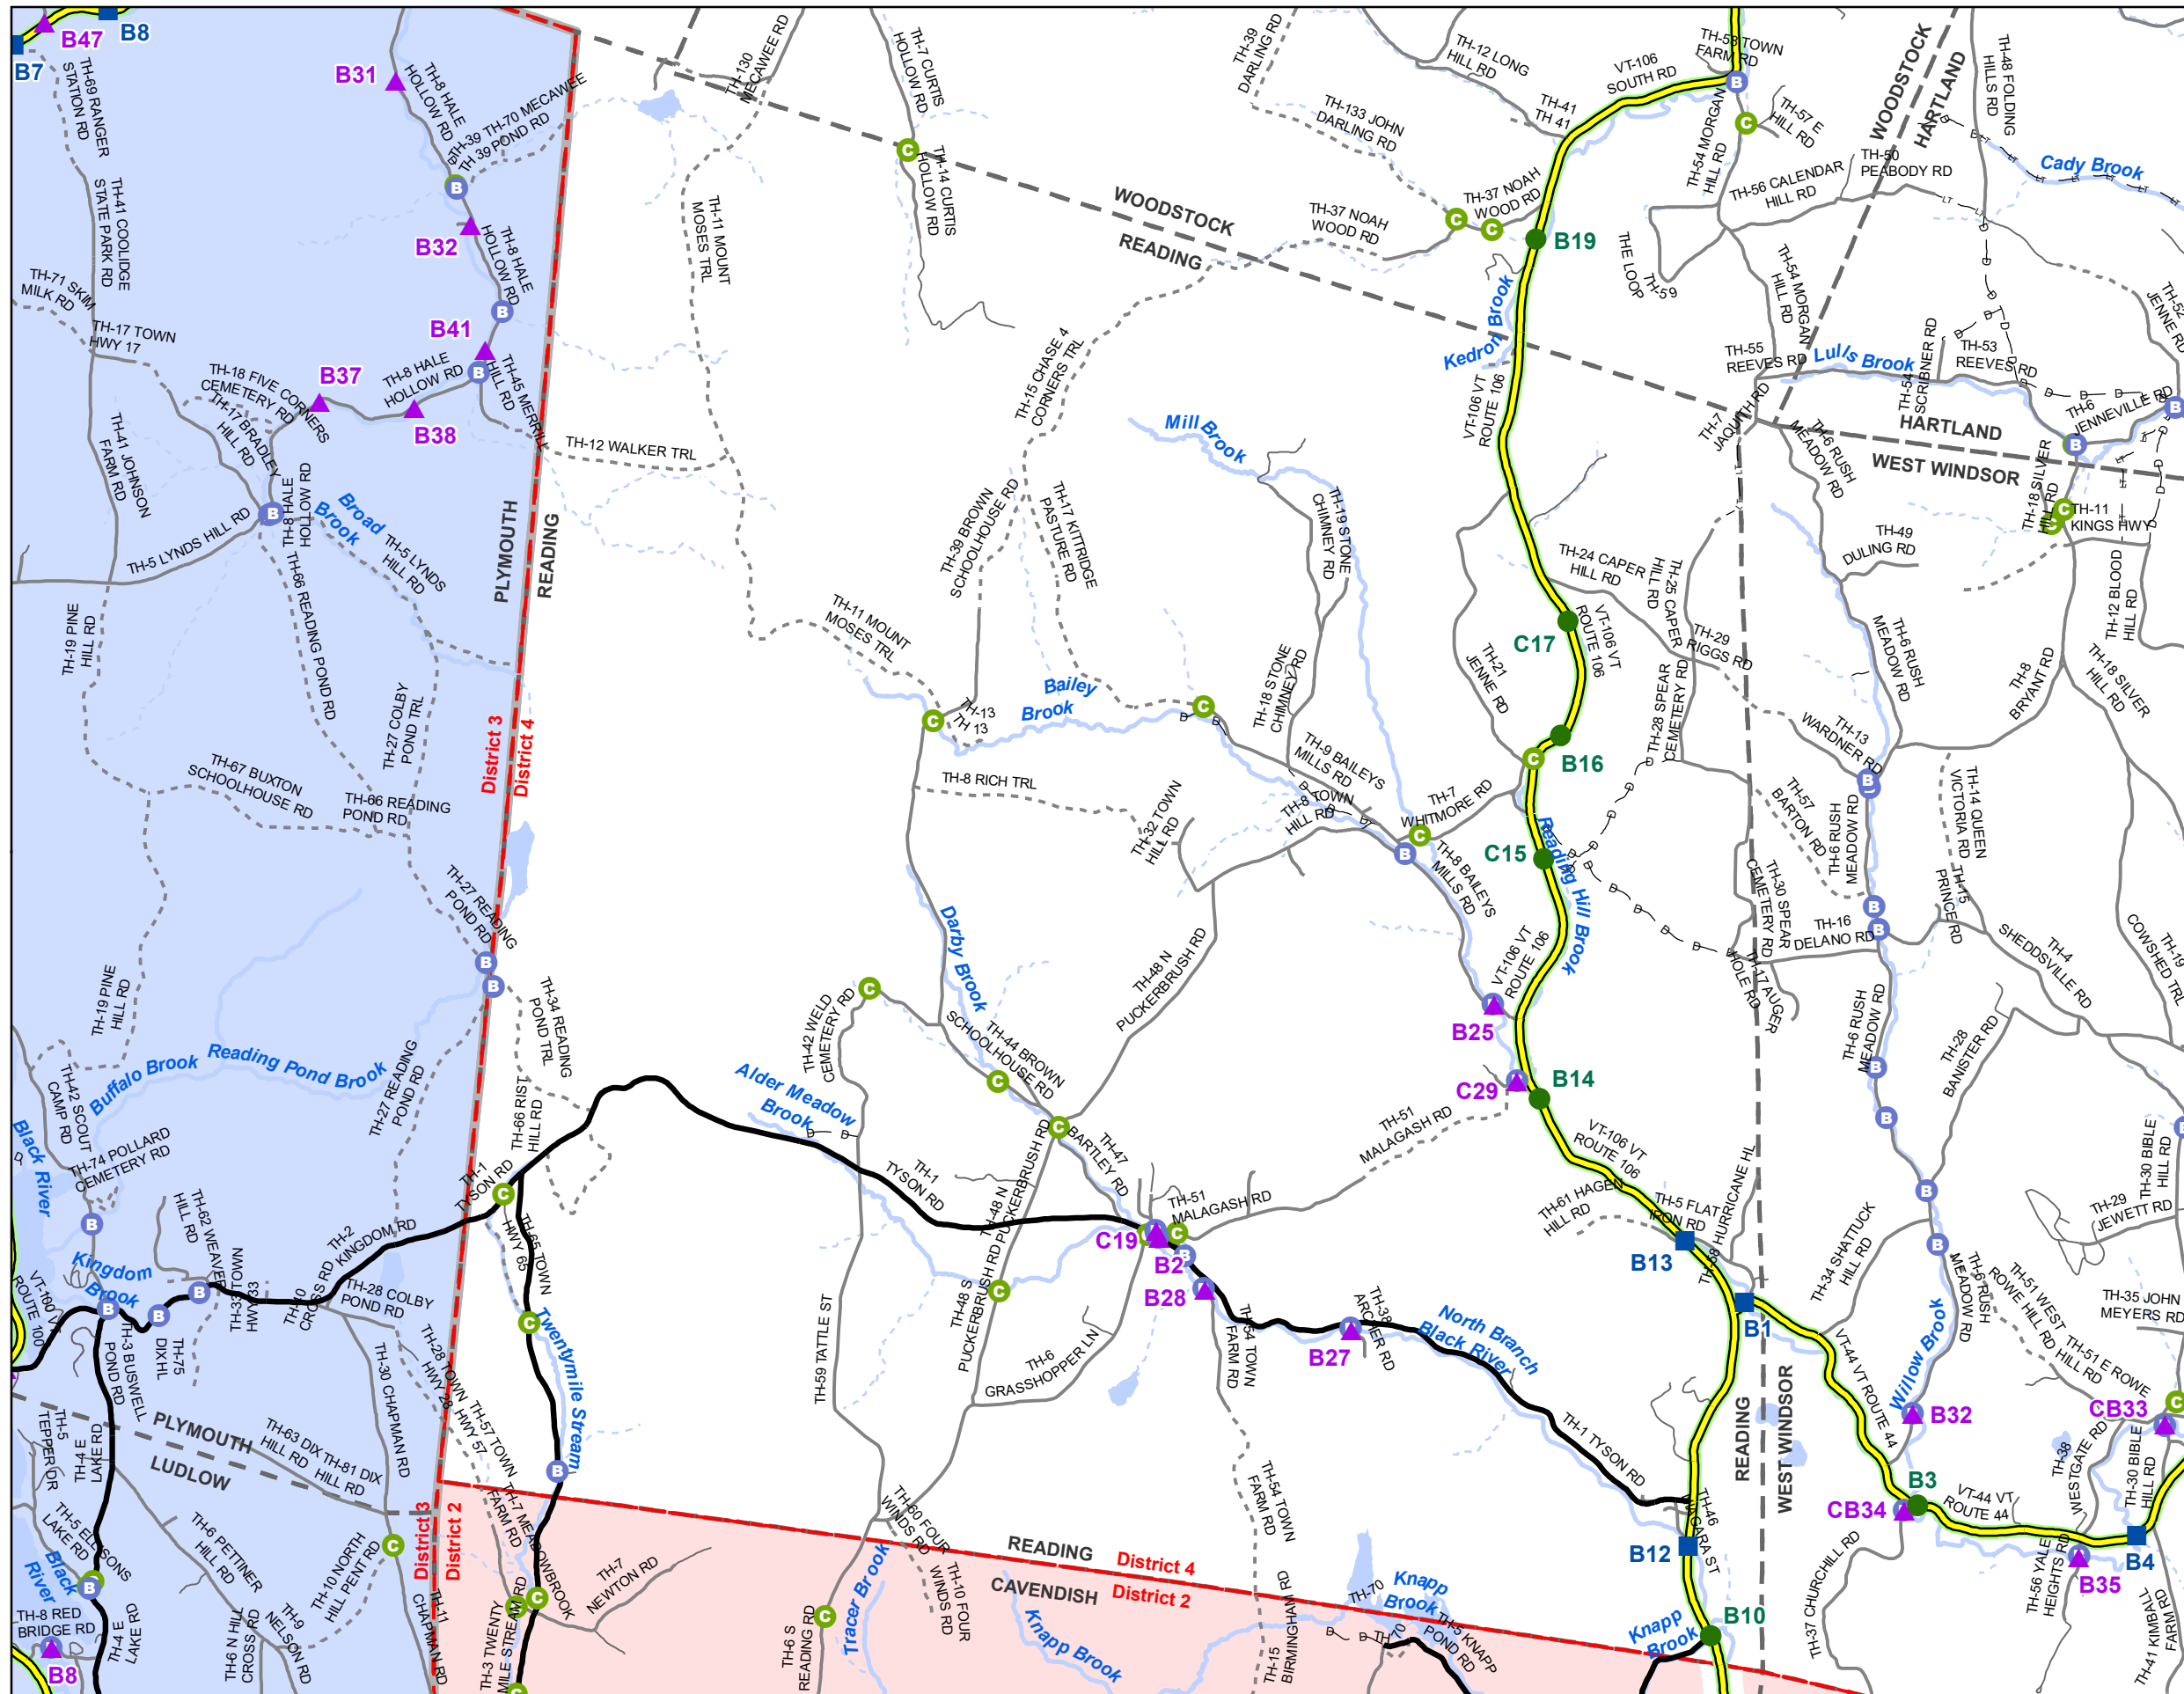 B47
B8
B7
TH-69 RANGER
STATION RD
B31
TH-8 HALE
HOLLOW RD
TH-39 TH-70 MECAWEE
TH 39 POND RD
B32
TH-8 HALE
HOLLOW RD
TH-41 COOLIDGE
STATE PARK RD
TH-71 SKIM
MILK RD
TH-17 TOWN
HWY 17
B41
TH-8 HALE
HOLLOW RD
TH-45 MERRILL
HILL RD
B37
B38
TH-18 FIVE CORNERS
CEMETERY RD
TH-17 BRADLEY
HILL RD
TH-41 JOHNSON
FARM RD
TH-8 HALE
HOLLOW RD
Broad
Brook
TH-5 LYNDS HILL RD
TH-5 LYNDS
HILL RD
TH-66 READING POND RD
PLYMOUTH
READING
TH-19 PINE
HILL RD
TH-27 COLBY
POND TRL
TH-67 BUXTON
SCHOOLHOUSE RD
TH-66 READING
POND RD
District 3
District 4
TH-27 READING
POND RD
TH-19 PINE
HILL RD
TH-34 READING
POND TRL
Buffalo Brook
Reading Pond Brook
TH-42 SCOUT
CAMP RD
TH-27 READING
POND RD
TH-66 RIST
HILL RD
Black River
TH-74 POLLARD
CEMETERY RD
TH-1
TYSON RD
TH-62 WEAVER
HILL RD
TH-2
KINGDOM RD
Kingdom
Brook
TH-33 TOWN
HWY 33
TH-10
CROSS RD
TH-28 COLBY
POND RD
TH-65 TOWN
HWY 65
VT-100 VT
ROUTE 100
TH-3 BUSWELL
POND RD
TH-75
DIX HL
Twentymile Stream
TH-30 CHAPMAN RD
TH-28 TOWN
HWY 28
TH-57 TOWN
HWY 57
PLYMOUTH
LUDLOW
TH-63 DIX
HILL RD
TH-81 DIX
HILL RD
TH-5
TEPPER DR
TH-4 E
LAKE RD
TH-5 ELLISONS
LAKE RD
Black
River
TH-6 PETTINER
HILL RD
TH-10 NORTH
HILL PENT RD
District 3
District 2
TH-7 MEADOWBROOK
FARM RD
TH-7
NEWTON RD
TH-8 RED
BRIDGE RD
B8
TH-4 E
LAKE RD
TH-6 N HILL
CROSS RD
TH-9
NELSON RD
TH-11
CHAPMAN RD
TH-3 TWENTY
MILE STREAM RD
TH-130
MECAWEE RD
TH-7 CURTIS
HOLLOW RD
TH-14 CURTIS
HOLLOW RD
TH-11 MOUNT
MOSES TRL
TH-12 WALKER TRL
WOODSTOCK
READING
TH-39
DARLING RD
TH-12 LONG
HILL RD
TH-133 JOHN
DARLING RD
TH-41
TH 41
VT-106
SOUTH RD
TH-58 TOWN
FARM RD
TH-37 NOAH
WOOD RD
TH-37 NOAH
WOOD RD
B19
TH-54 MORGAN
HILL RD
TH-57 E
HILL RD
WOODSTOCK
HARTLAND
TH-48 FOLDING
HILLS RD
TH-50
PEABODY RD
Cady Brook
TH-56 CALENDAR
HILL RD
THE LOOP
TH-59
TH-54 MORGAN
HILL RD
Kedron Brook
TH-15 CHASE 4
CORNERS TRL
VT-106 VT
ROUTE 106
TH-55
REEVES RD
Lulls Brook
TH-54
SCRIBNER RD
TH-53
REEVES RD
TH-52
JENNE RD
TH-6
JENNEVILLE RD
TH-7
JAQUITH RD
HARTLAND
WEST WINDSOR
TH-6 RUSH
MEADOW RD
TH-18 SILVER
HILL RD
TH-11
KINGS HWY
TH-12 BLOOD
HILL RD
Mill Brook
TH-39 BROWN
SCHOOLHOUSE RD
TH-17 KITTRIDGE
PASTURE RD
TH-19 STONE
CHIMNEY RD
TH-49
DULING RD
TH-24 CAPER
HILL RD
TH-25 CAPER
HILL RD
TH-29
RIGGS RD
C17
VT-106 VT
ROUTE 106
TH-21
JENNE RD
TH-28 SPEAR
CEMETERY RD
TH-6 RUSH
MEADOW RD
TH-8
BRYANT RD
TH-18 SILVER
HILL RD
TH-11 MOUNT
MOSES TRL
TH-13
TH 13
Bailey
Brook
TH-18 STONE
CHIMNEY RD
TH-9 BAILEYS
MILLS RD
B16
TH-13
WARDNER RD
TH-8 RICH TRL
TH-32 TOWN
HILL RD
TH-8 TOWN
HILL RD
TH-7
WHITMORE RD
C15
Reading Hill Brook
TH-8 BAILEYS
MILLS RD
TH-57
BARTON RD
TH-6 RUSH
MEADOW RD
TH-14 QUEEN
VICTORIA RD
TH-30 SPEAR
CEMETERY RD
TH-15
PRINCE RD
TH-16
DELANO RD
TH-4
SHEDDSVILLE RD
TH-19
COWSHED TRL
Darby Brook
TH-48 N
PUCKERBRUSH RD
VT-106 VT
ROUTE 106
TH-17 AUGER
HOLE RD
B25
TH-42 WELD
CEMETERY RD
TH-44 BROWN
SCHOOLHOUSE RD
TH-6 RUSH
MEADOW RD
TH-28
BANISTER RD
C29
B14
Alder Meadow
Brook
TH-51
MALAGASH RD
VT-106 VT
ROUTE 106
TH-47
BARTLEY RD
TH-1
TYSON RD
TH-48 N
PUCKERBRUSH RD
TH-51
MALAGASH RD
TH-61 HAGEN
HILL RD
TH-5 FLAT
IRON RD
TH-58 HURRICANE HL
TH-34 SHATTUCK
HILL RD
TH-30 BIBLE
HILL RD
TH-29
JEWETT RD
C19
B2
B13
TH-48 S
PUCKERBRUSH RD
B28
TH-6 RUSH
MEADOW RD
TH-51 WEST
ROWE HILL RD
TH-35 JOHN
MEYERS RD
TH-59 TATTLE ST
TH-54 TOWN
FARM RD
B27
TH-38
ARCHER RD
North Branch
Black River
B1
TH-6
GRASSHOPPER LN
VT-44 VT ROUTE 44
Willow Brook
TH-51 E ROWE
HILL RD
READING
WEST WINDSOR
B32
CB33
TH-1 TYSON RD
TH-38
WESTGATE RD
TH-30 BIBLE
HILL RD
TH-60 FOUR
WINDS RD
TH-54 TOWN
FARM RD
TH-46
NIAGARA ST
B3
CB34
VT-44 VT
ROUTE 44
B12
B4
READING District 4
CAVENDISH District 2
TH-37 CHURCHILL RD
TH-56 YALE
HEIGHTS RD
B35
TH-10 FOUR
WINDS RD
Tracer Brook
Knapp Brook
Knapp
Brook
TH-70
TH-70
TH-5 KNAPP
POND RD
Knapp
Brook
B10
TH-6 S
READING RD
TH-15
BIRMINGHAM RD
TH-41 KIMBALL
FARM RD